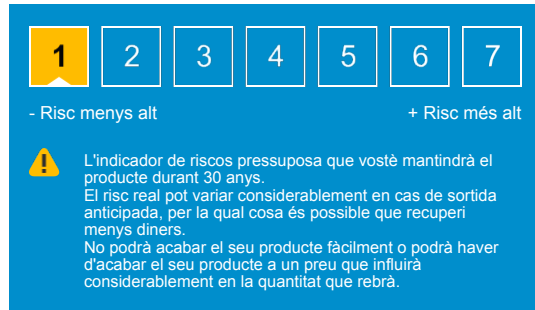 1 2 3 4 5 6 7
- Risc menys alt + Risc més alt
L'indicador de riscos pressuposa que vostè mantindrà el
producte durant 30 anys.
El risc real pot variar considerablement en cas de sortida
anticipada, per la qual cosa és possible que recuperi
menys diners.
No podrà acabar el seu producte fàcilment o podrà haver
d'acabar el seu producte a un preu que influirà
considerablement en la quantitat que rebrà.